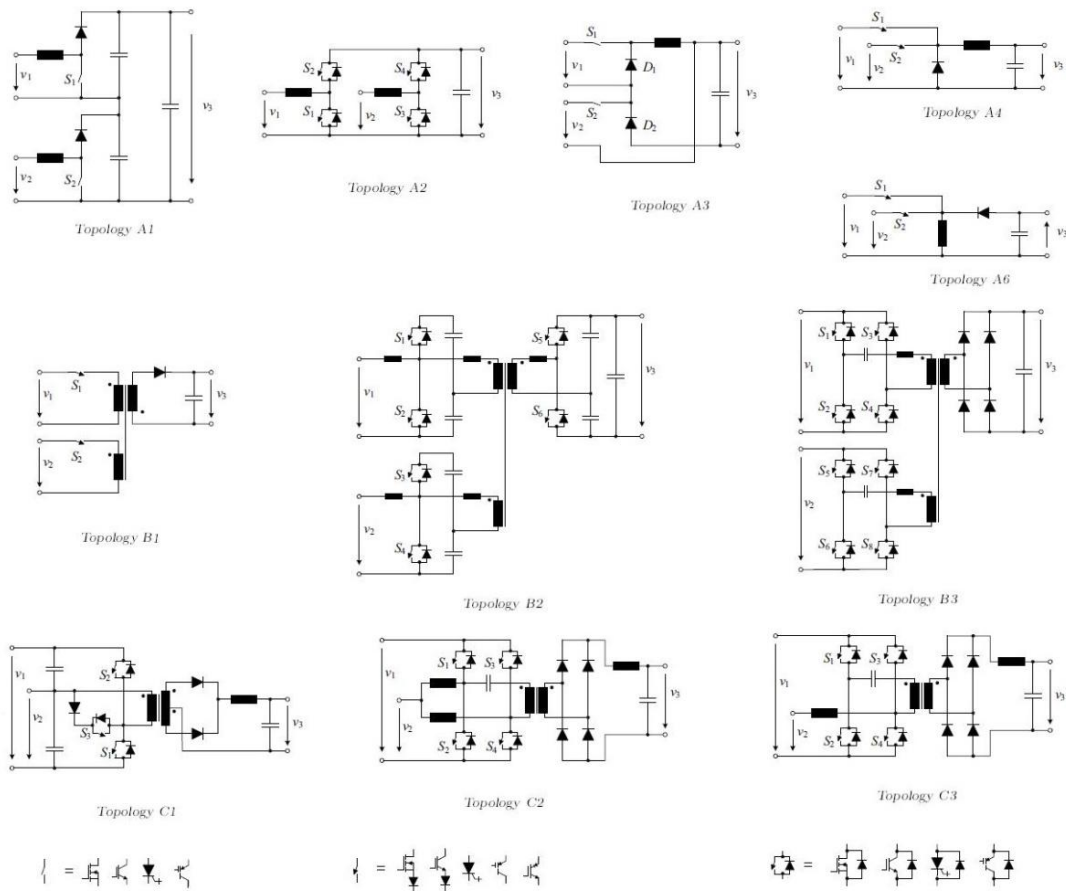 v1
S1
v2
S2
v3
Topology A1
v1
S2
S1
v2
S4
S3
v3
Topology A2
S1
v1
D1
S2
v2
D2
v3
Topology A3
S1
v1
v2
S2
v3
Topology A4
S1
v1
v2
S2
v3
Topology A6
v1
S1
v2
S2
v3
Topology B1
v1
S1
S2
S5
S6
v3
v2
S3
S4
Topology B2
v1
S1
S3
S2
S4
v3
v2
S5
S7
S6
S8
Topology B3
v1
v2
S2
S3
S1
v3
Topology C1
v1
v2
S1
S3
S2
S4
v3
Topology C2
v1
v2
S1
S3
S2
S4
v3
Topology C3
=
=
=